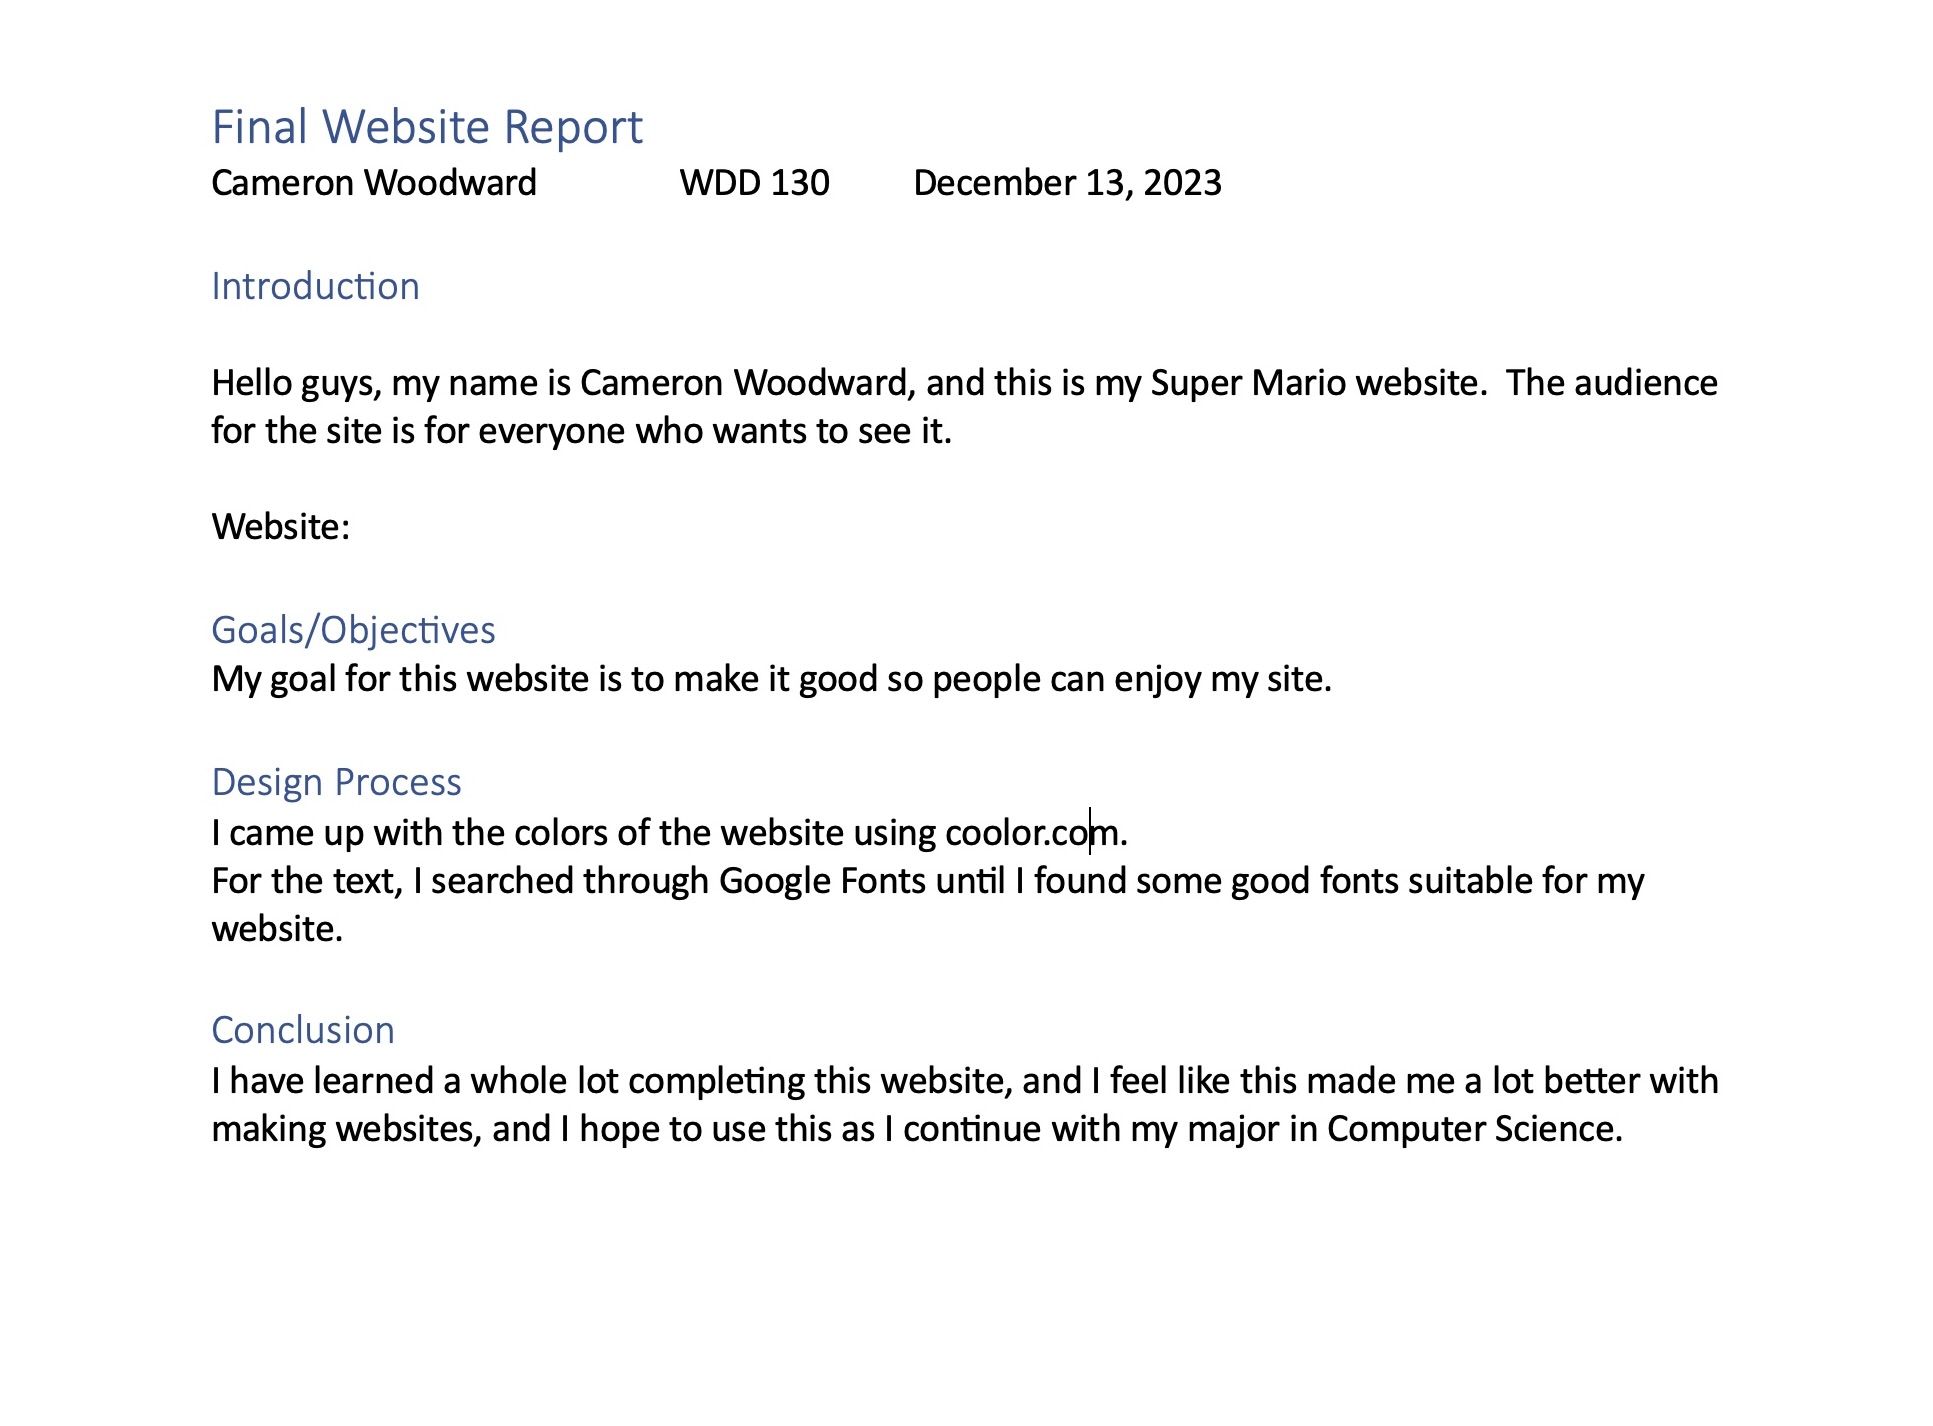 Final Website Report
Cameron Woodward WDD 130 December 13, 2023
Introduction
Hello guys, my name is Cameron Woodward, and this is my Super Mario website.  The audience
for the site is for everyone who wants to see it.
Website:
Goals/Objectives
My goal for this website is to make it good so people can enjoy my site.
Design Process
I came up with the colors of the website using coolor.com.
For the text, I searched through Google Fonts until I found some good fonts suitable for my
website.
Conclusion
I have learned a whole lot completing this website, and I feel like this made me a lot better with
making websites, and I hope to use this as I continue with my major in Computer Science.